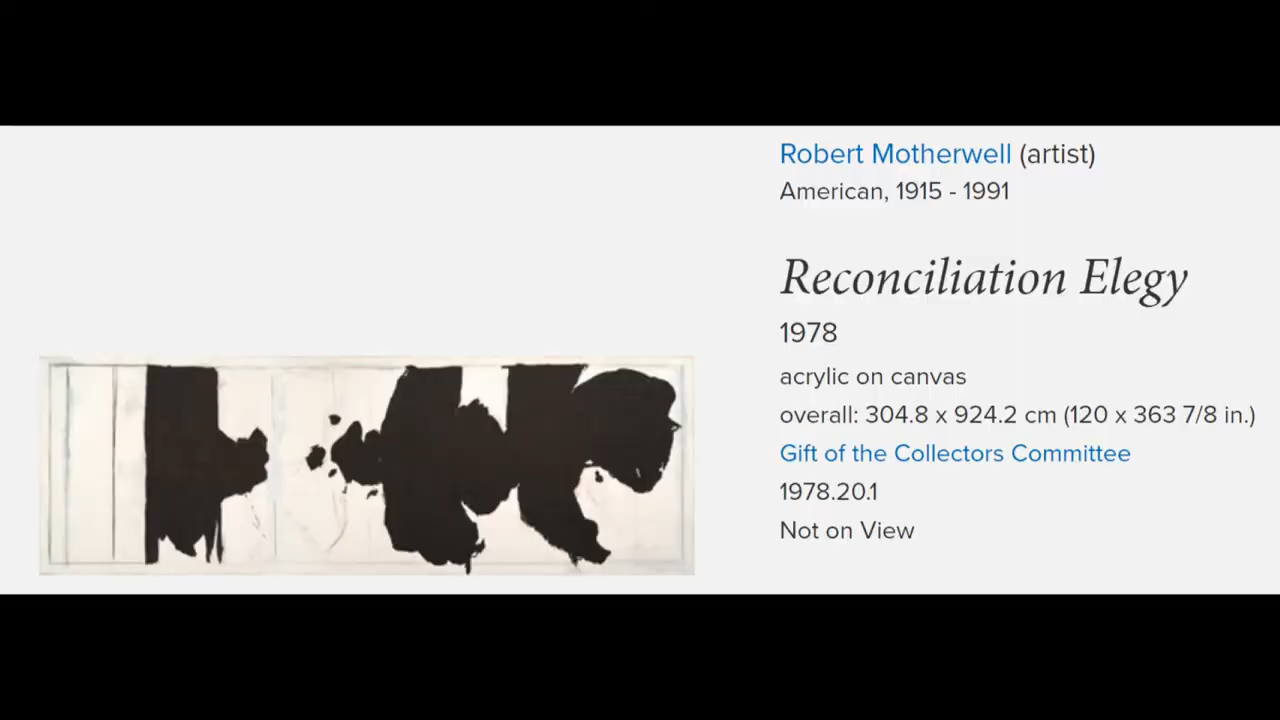 Robert Motherwell (artist)
American, 1915 - 1991
Reconciliation Elegy
1978
acrylic on canvas
overall: 304.8 x 924.2 cm (120 x 363 7/8 in.)
Gift of the Collectors Committee
1978.20.1
Not on View